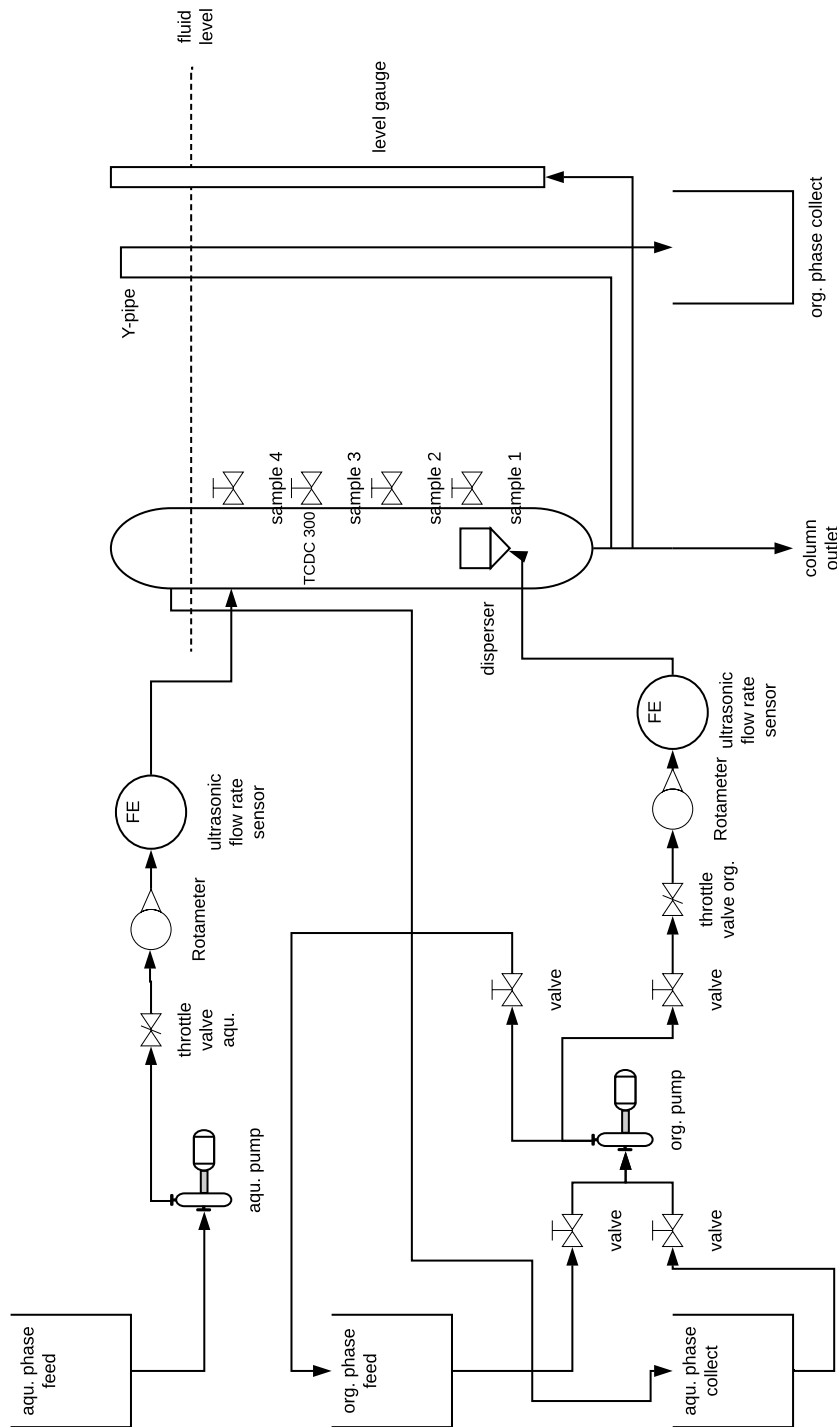 fluid
level
level gauge
org. phase collect
Y-pipe
sample 4
sample 3
sample 2
sample 1
TCDC 300
column
outlet
disperser
FE
ultrasonic
flow rate
sensor
FE
ultrasonic
flow rate
sensor
Rotameter
Rotameter
throttle
valve org.
throttle
valve
aqu.
valve
valve
aqu. pump
org. pump
valve
valve
aqu. phase
feed
org. phase
feed
aqu. phase
collect